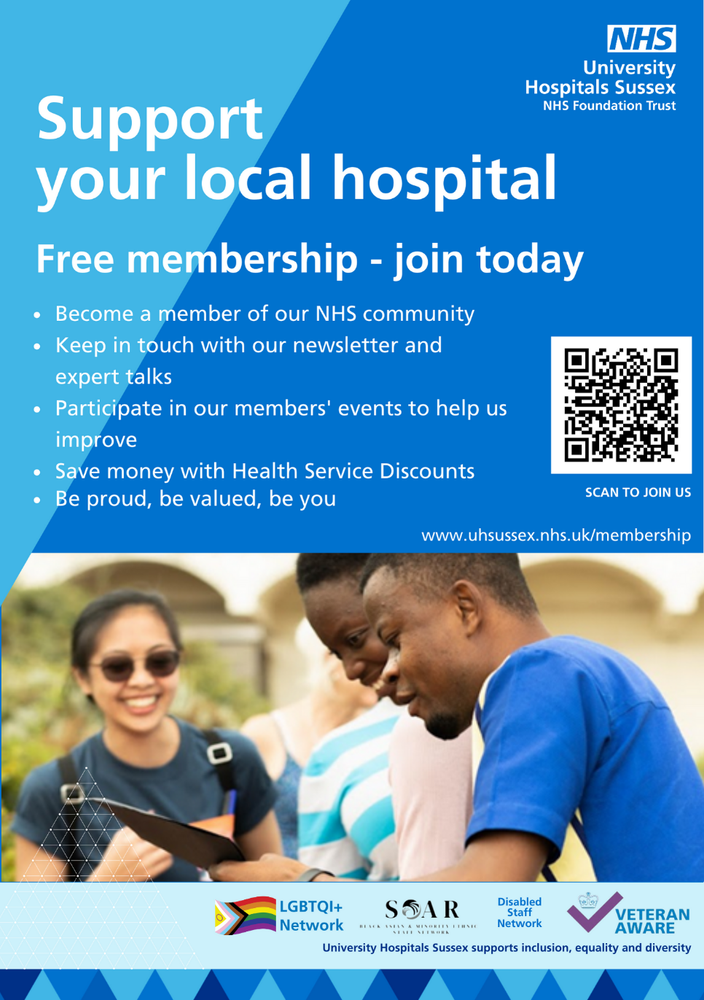 NHS
University
Hospitals Sussex
NHS Foundation Trust
Support
your local hospital
Free membership - join today
• Become a member of our NHS community
• Keep in touch with our newsletter and
expert talks
• Participate in our members' events to help us
improve
• Save money with Health Service Discounts
• Be proud, be valued, be you
SCAN TO JOIN US
www.uhsussex.nhs.uk/membership
LGBTQI+
Network
SOAR
BLACK ASIAN & MINORITY ETHNIC
STAFF NETWORK
Disabled
Staff
Network
VETERAN
AWARE
University Hospitals Sussex supports inclusion, equality and diversity